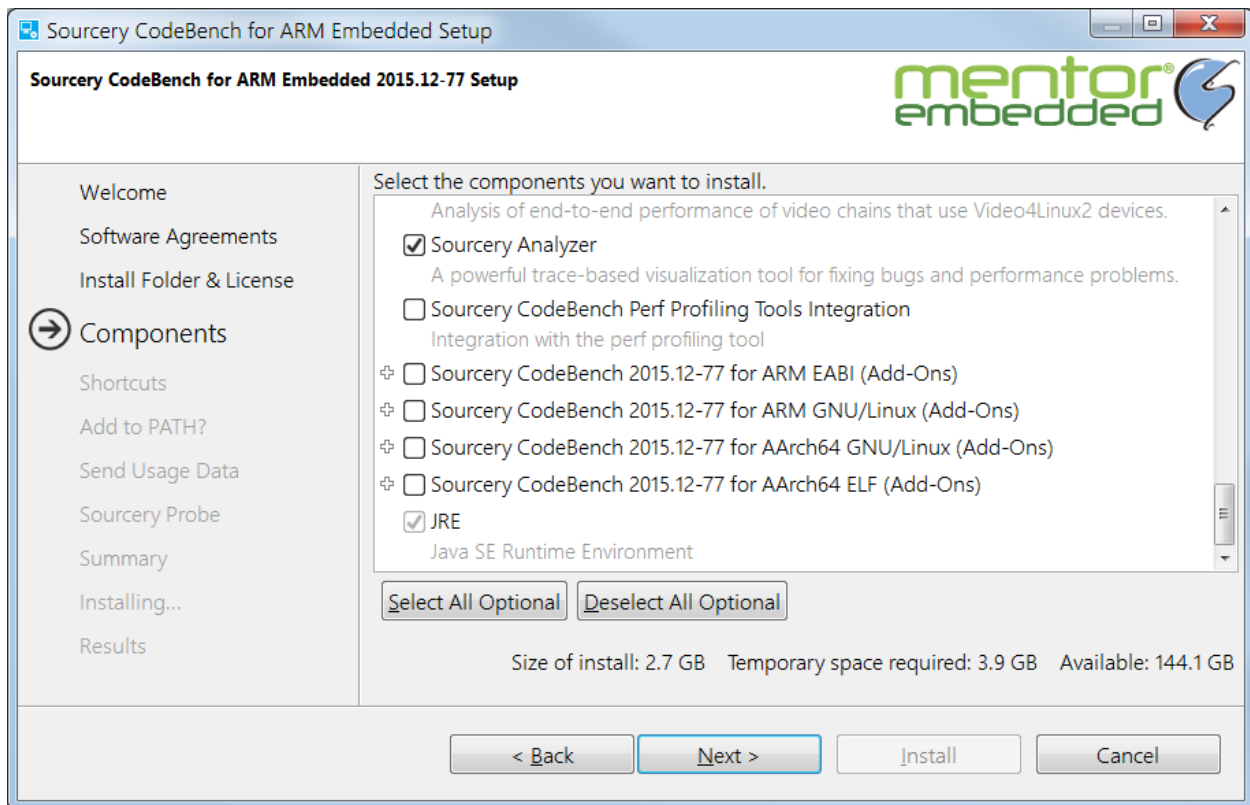 Sourcery CodeBench for ARM Embedded Setup
Sourcery CodeBench for ARM Embedded 2015.12-77 Setup
mentor®
embedded
Welcome
Software Agreements
Install Folder & License
Components
Shortcuts
Add to PATH?
Send Usage Data
Sourcery Probe
Summary
Installing...
Results
Select the components you want to install.
Analysis of end-to-end performance of video chains that use Video4Linux2 devices.
Sourcery Analyzer
A powerful trace-based visualization tool for fixing bugs and performance problems.
Sourcery CodeBench Perf Profiling Tools Integration
Integration with the perf profiling tool
Sourcery CodeBench 2015.12-77 for ARM EABI (Add-Ons)
Sourcery CodeBench 2015.12-77 for ARM GNU/Linux (Add-Ons)
Sourcery CodeBench 2015.12-77 for AArch64 GNU/Linux (Add-Ons)
Sourcery CodeBench 2015.12-77 for AArch64 ELF (Add-Ons)
JRE
Java SE Runtime Environment
Select All Optional Deselect All Optional
Size of install: 2.7 GB Temporary space required: 3.9 GB Available: 144.1 GB
< Back Next > Install Cancel